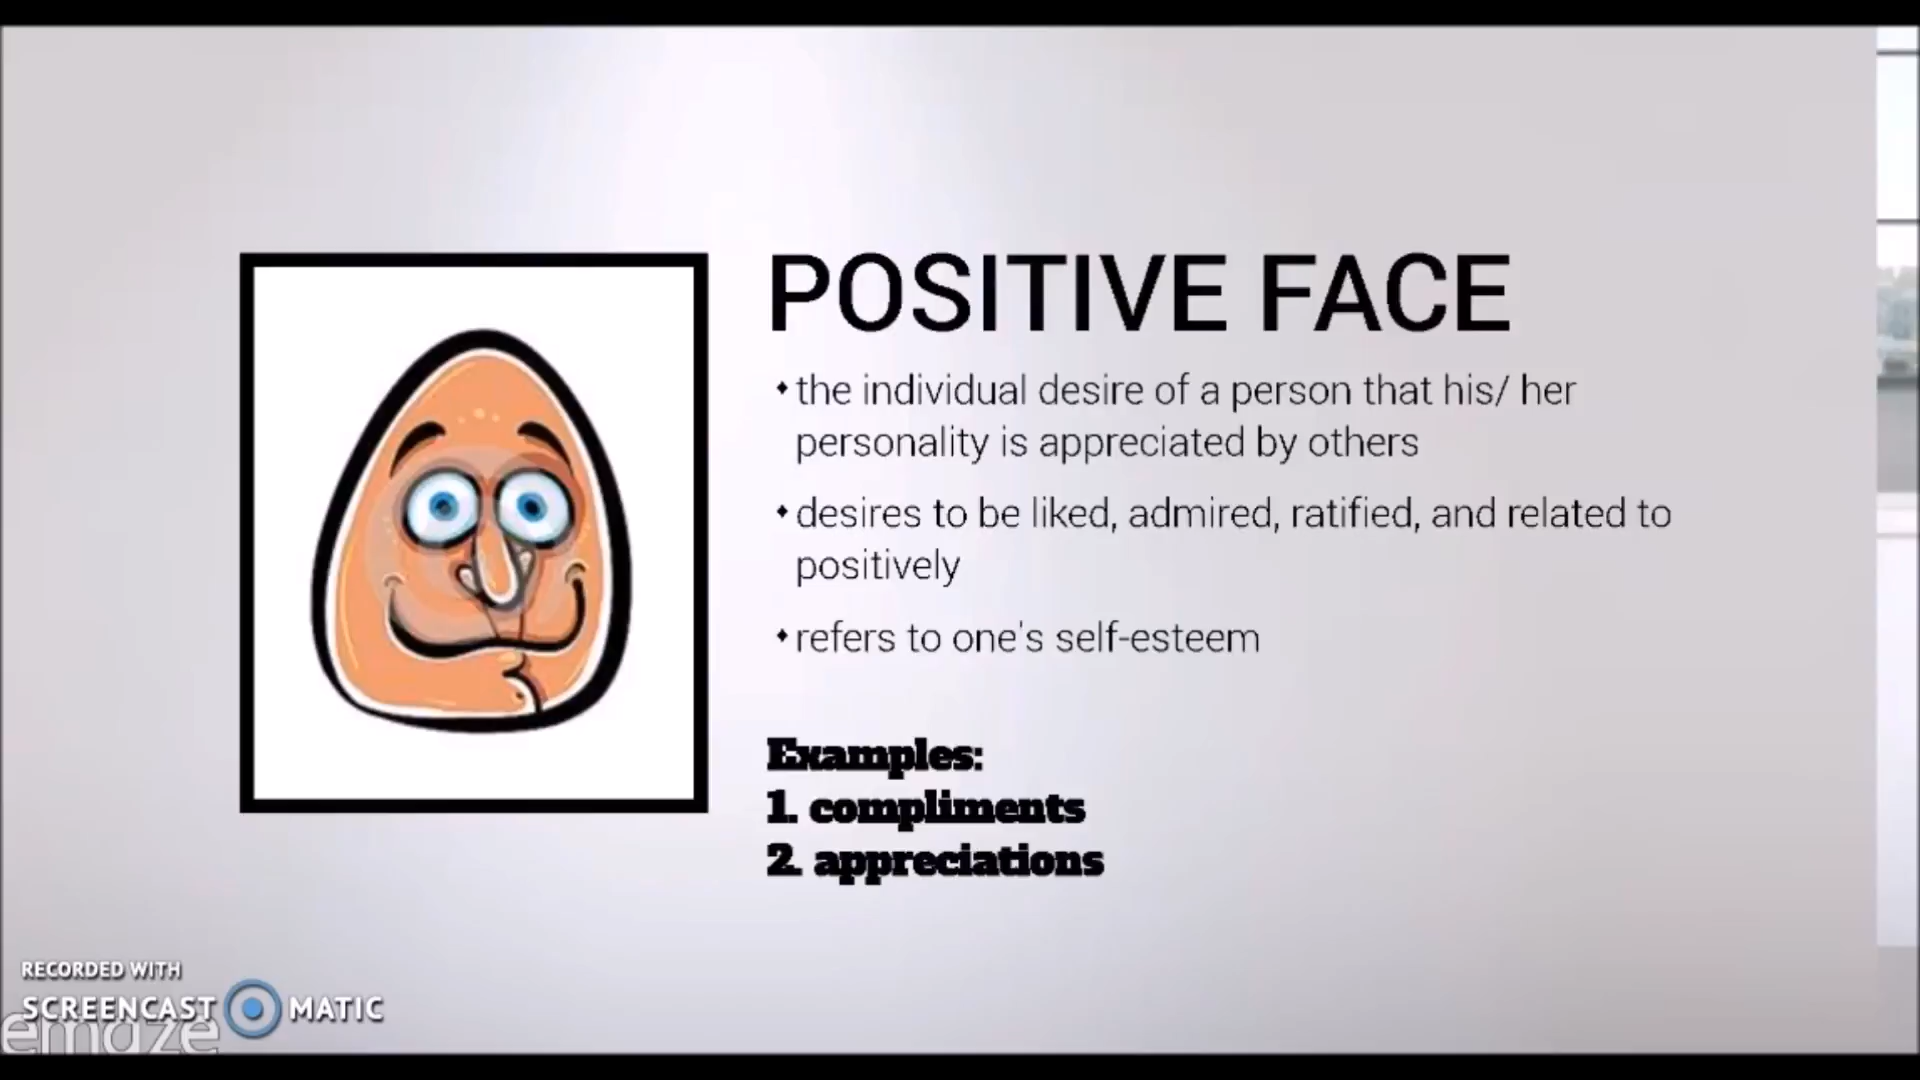 POSITIVE FACE
the individual desire of a person that his/ her
personality is appreciated by others
desires to be liked, admired, ratified, and related to
positively
refers to one's self-esteem
Examples:
1. compliments
2. appreciations
RECORDED WITH
SCREENCAST MATIC
emaze